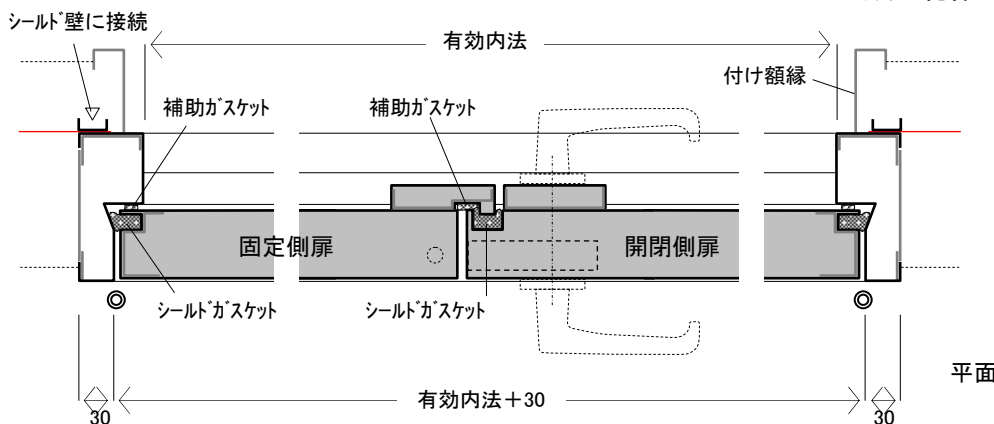 シールド壁に接続
有効内法
付け額縁
補助ガスケット
補助ガスケット
固定側扉
開閉側扉
シールドガスケット
シールドガスケット
平面
30
有効内法＋30
30